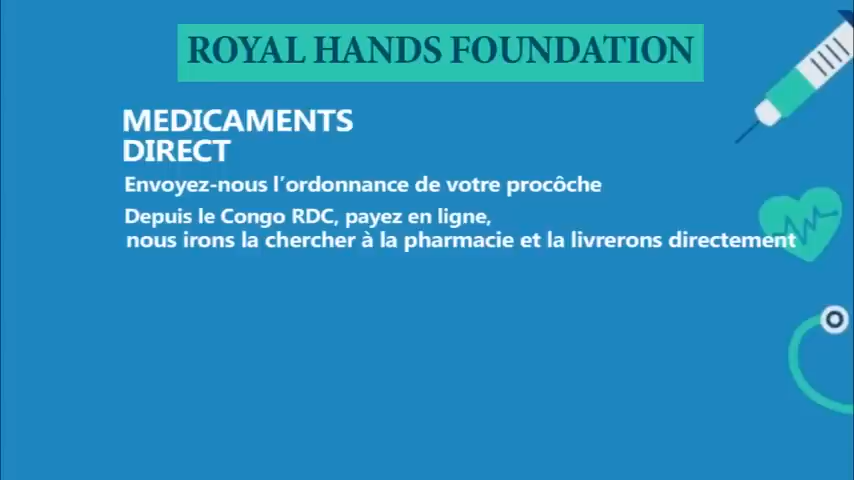 ROYAL HANDS FOUNDATION
MEDICAMENTS
DIRECT
Envoyez-nous l'ordonnance de votre procôche
Depuis le Congo RDC, payez en ligne,
nous irons la chercher à la pharmacie et la livrerons directement